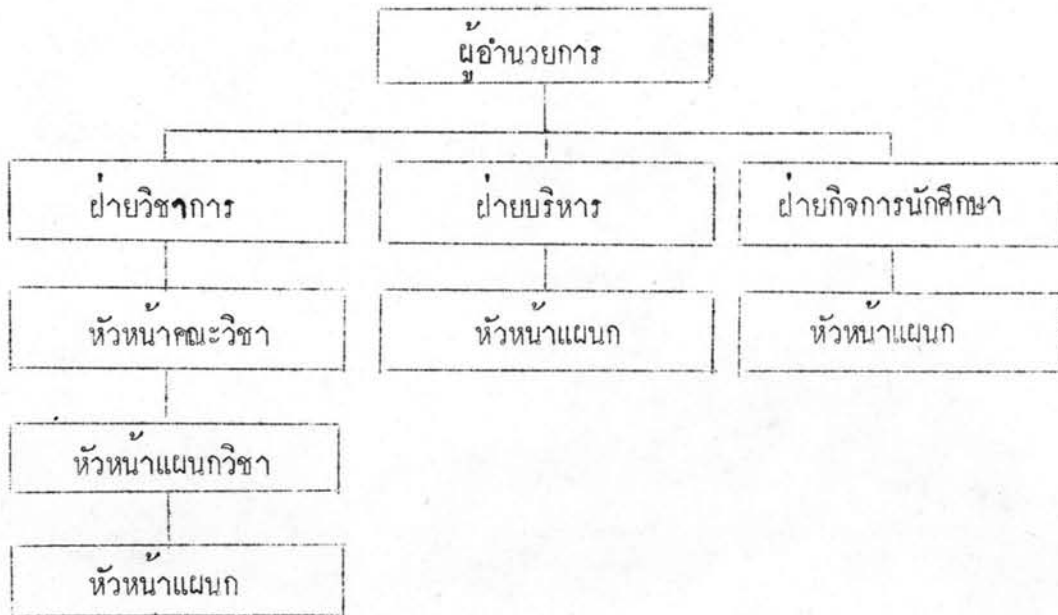 ผู้อำนวยการ
ฝ่ายวิชาการ
ฝ่ายบริหาร
ฝ่ายกิจการนักศึกษา
หัวหน้าคณะวิชา
หัวหน้าแผนก
หัวหน้าแผนก
หัวหน้าแผนกวิชา
หัวหน้าแผนก